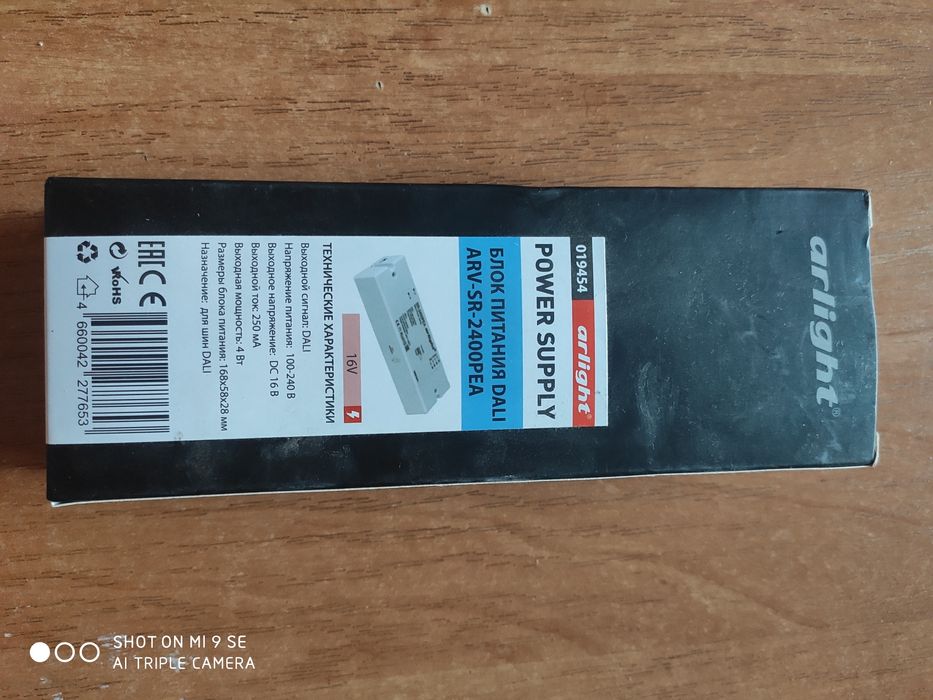 arlight®
019454 arlight®
POWER SUPPLY
БЛОК ПИТАНИЯ DALI
ARV-SR-2400PEA
16V
ТЕХНИЧЕСКИЕ ХАРАКТЕРИСТИКИ
Выходной сигнал: DALI
Напряжение питания: 100-240 В
Выходное напряжение: DC 16 В
Выходной ток: 250 мА
Выходная мощность: 4 Вт
Размеры блока питания: 168x58x28 мм
Назначение: для шин DALI
EAC CE
RoHS
4 660042 277653
SHOT ON MI 9 SE
AI TRIPLE CAMERA